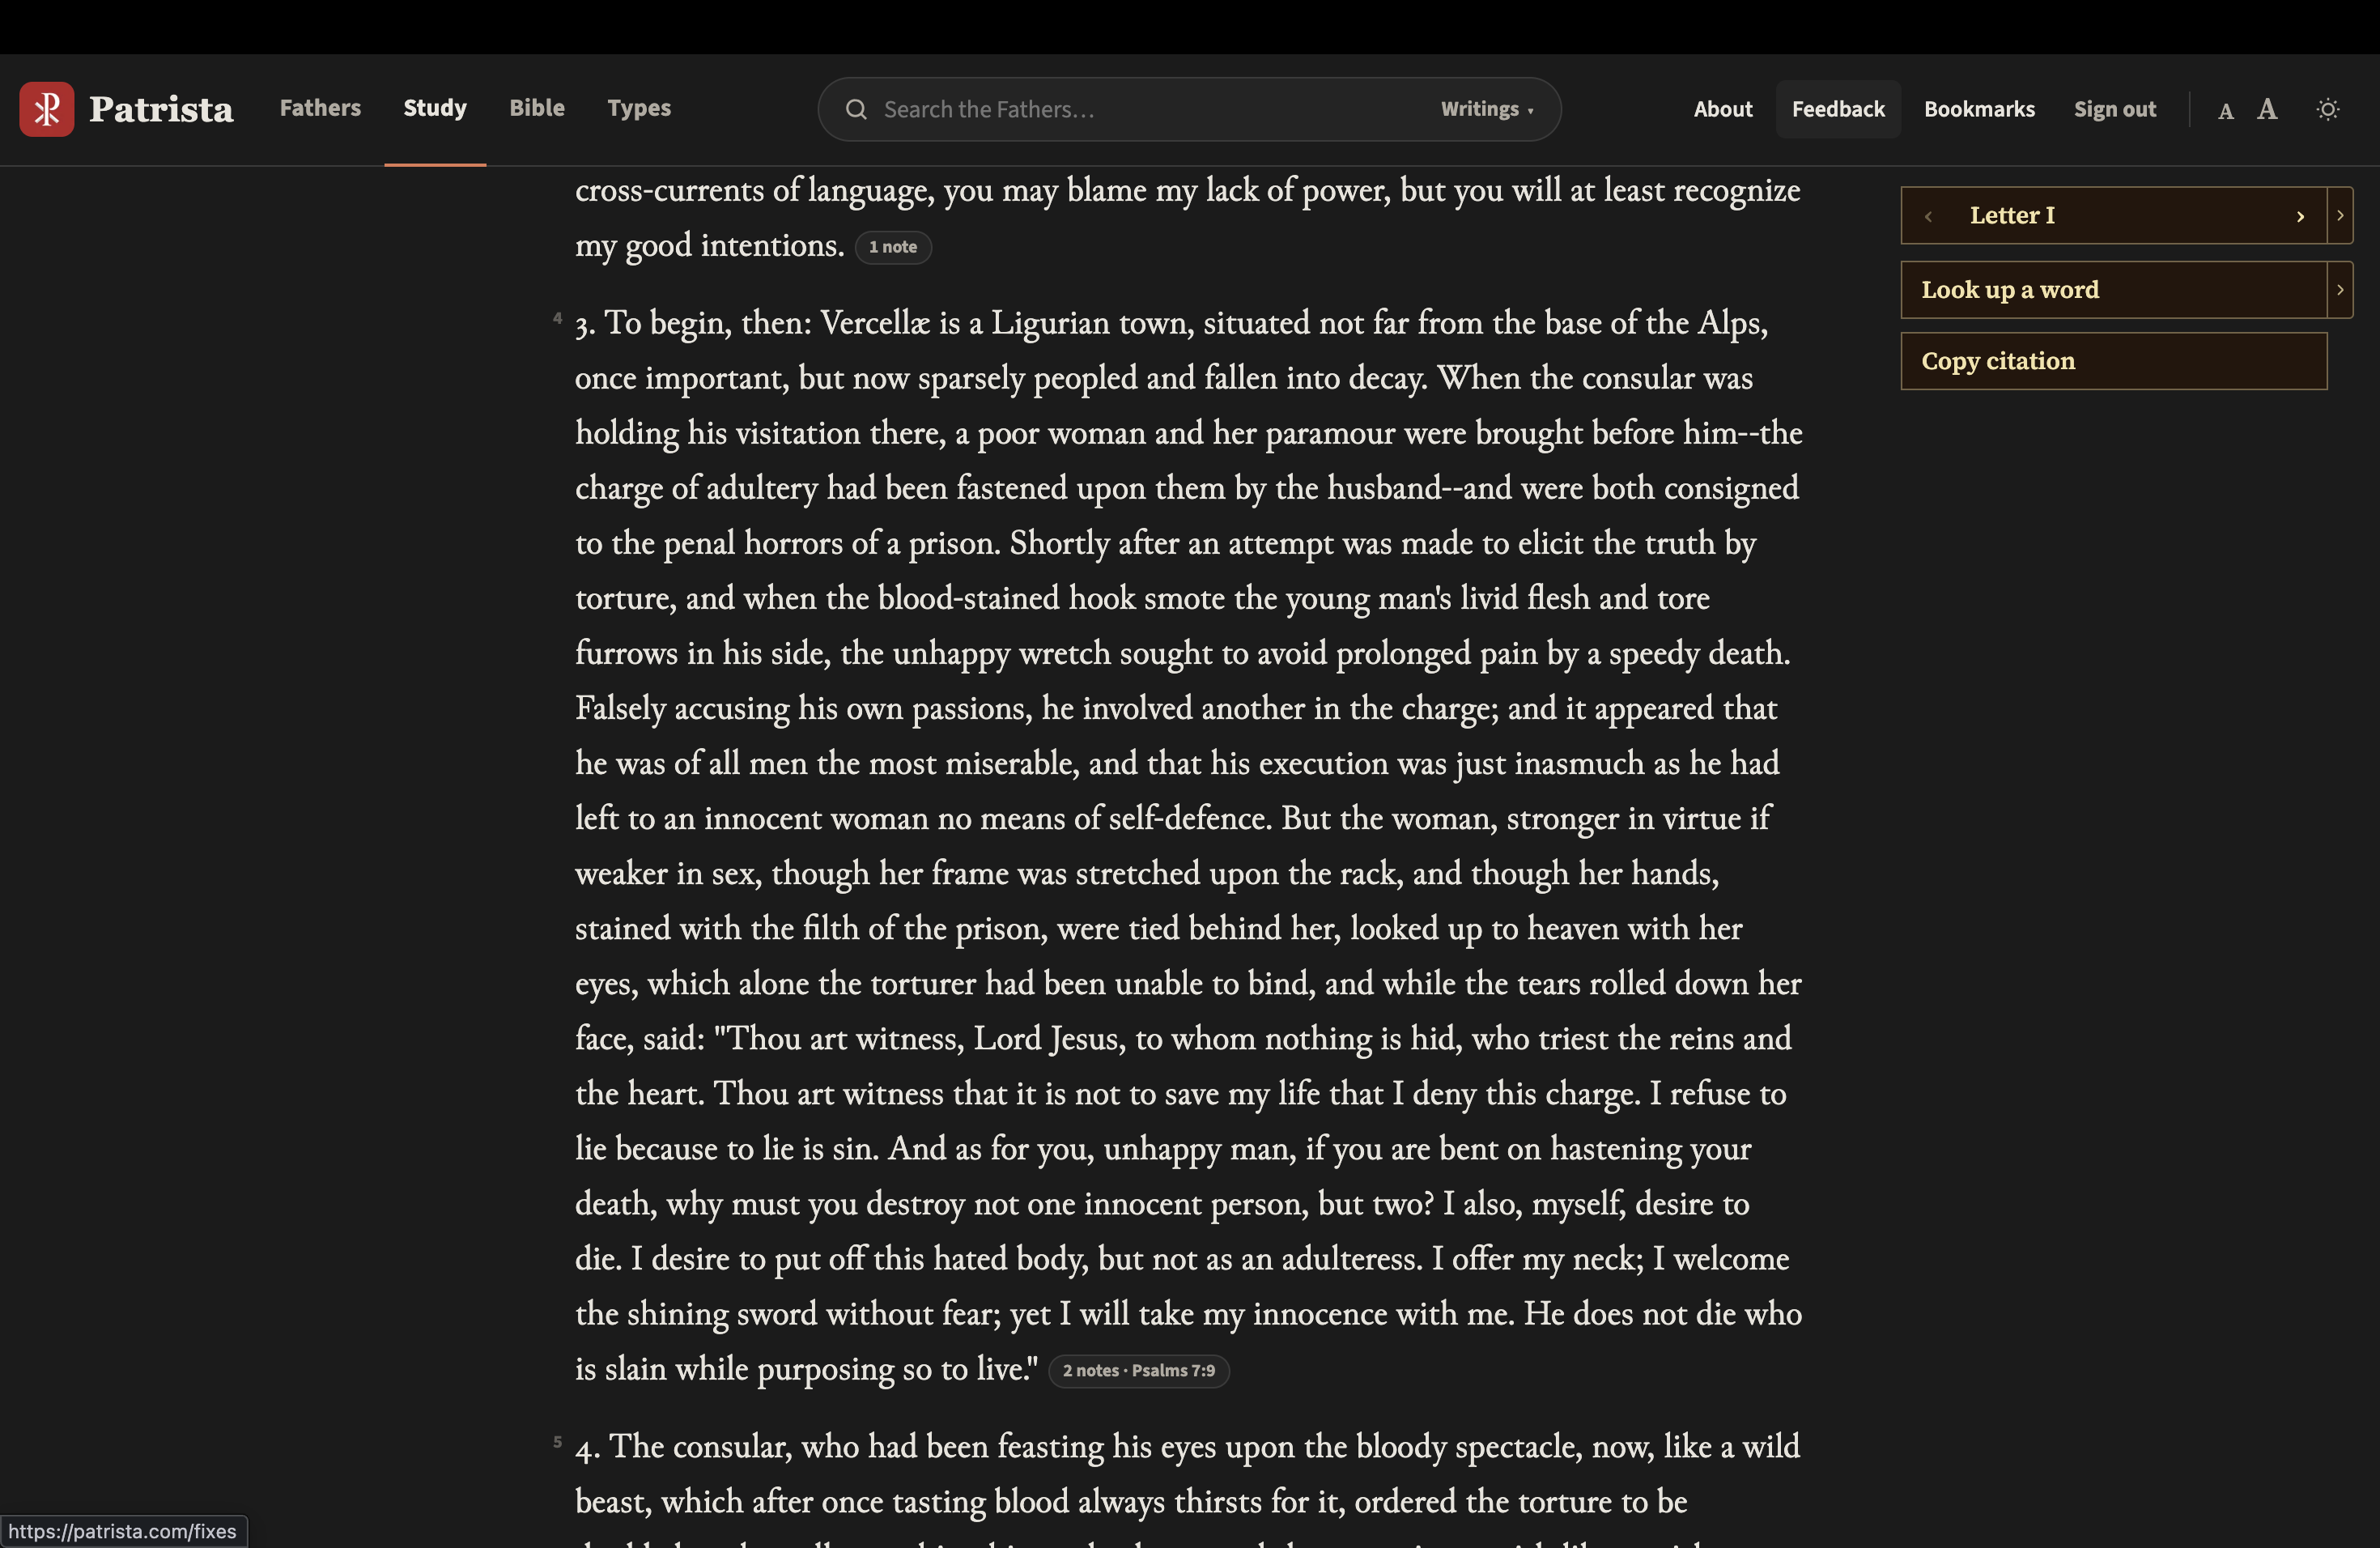 Patrista
Fathers
Study
Bible
Types
Search the Fathers…
Writings
About
Feedback
Bookmarks
Sign out
A A
cross-currents of language, you may blame my lack of power, but you will at least recognize
my good intentions. 1 note
4 3. To begin, then: Vercellæ is a Ligurian town, situated not far from the base of the Alps,
once important, but now sparsely peopled and fallen into decay. When the consular was
holding his visitation there, a poor woman and her paramour were brought before him--the
charge of adultery had been fastened upon them by the husband--and were both consigned
to the penal horrors of a prison. Shortly after an attempt was made to elicit the truth by
torture, and when the blood-stained hook smote the young man's livid flesh and tore
furrows in his side, the unhappy wretch sought to avoid prolonged pain by a speedy death.
Falsely accusing his own passions, he involved another in the charge; and it appeared that
he was of all men the most miserable, and that his execution was just inasmuch as he had
left to an innocent woman no means of self-defence. But the woman, stronger in virtue if
weaker in sex, though her frame was stretched upon the rack, and though her hands,
stained with the filth of the prison, were tied behind her, looked up to heaven with her
eyes, which alone the torturer had been unable to bind, and while the tears rolled down her
face, said: "Thou art witness, Lord Jesus, to whom nothing is hid, who triest the reins and
the heart. Thou art witness that it is not to save my life that I deny this charge. I refuse to
lie because to lie is sin. And as for you, unhappy man, if you are bent on hastening your
death, why must you destroy not one innocent person, but two? I also, myself, desire to
die. I desire to put off this hated body, but not as an adulteress. I offer my neck; I welcome
the shining sword without fear; yet I will take my innocence with me. He does not die who
is slain while purposing so to live." 2 notes · Psalms 7:9
5 4. The consular, who had been feasting his eyes upon the bloody spectacle, now, like a wild
beast, which after once tasting blood always thirsts for it, ordered the torture to be
Letter I
Look up a word
Copy citation
https://patrista.com/fixes